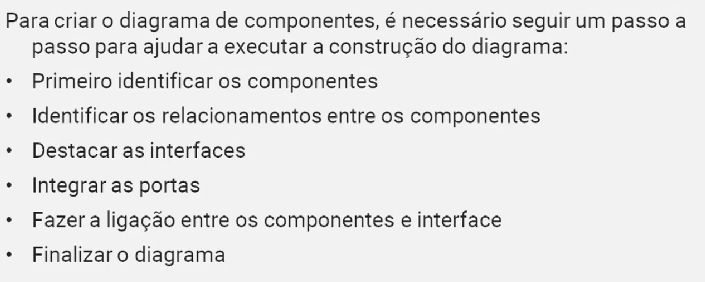 Para criar o diagrama de componentes, é necessário seguir um passo a
passo para ajudar a executar a construção do diagrama:
• Primeiro identificar os componentes
• Identificar os relacionamentos entre os componentes
• Destacar as interfaces
• Integrar as portas
• Fazer a ligação entre os componentes e interface
• Finalizar o diagrama